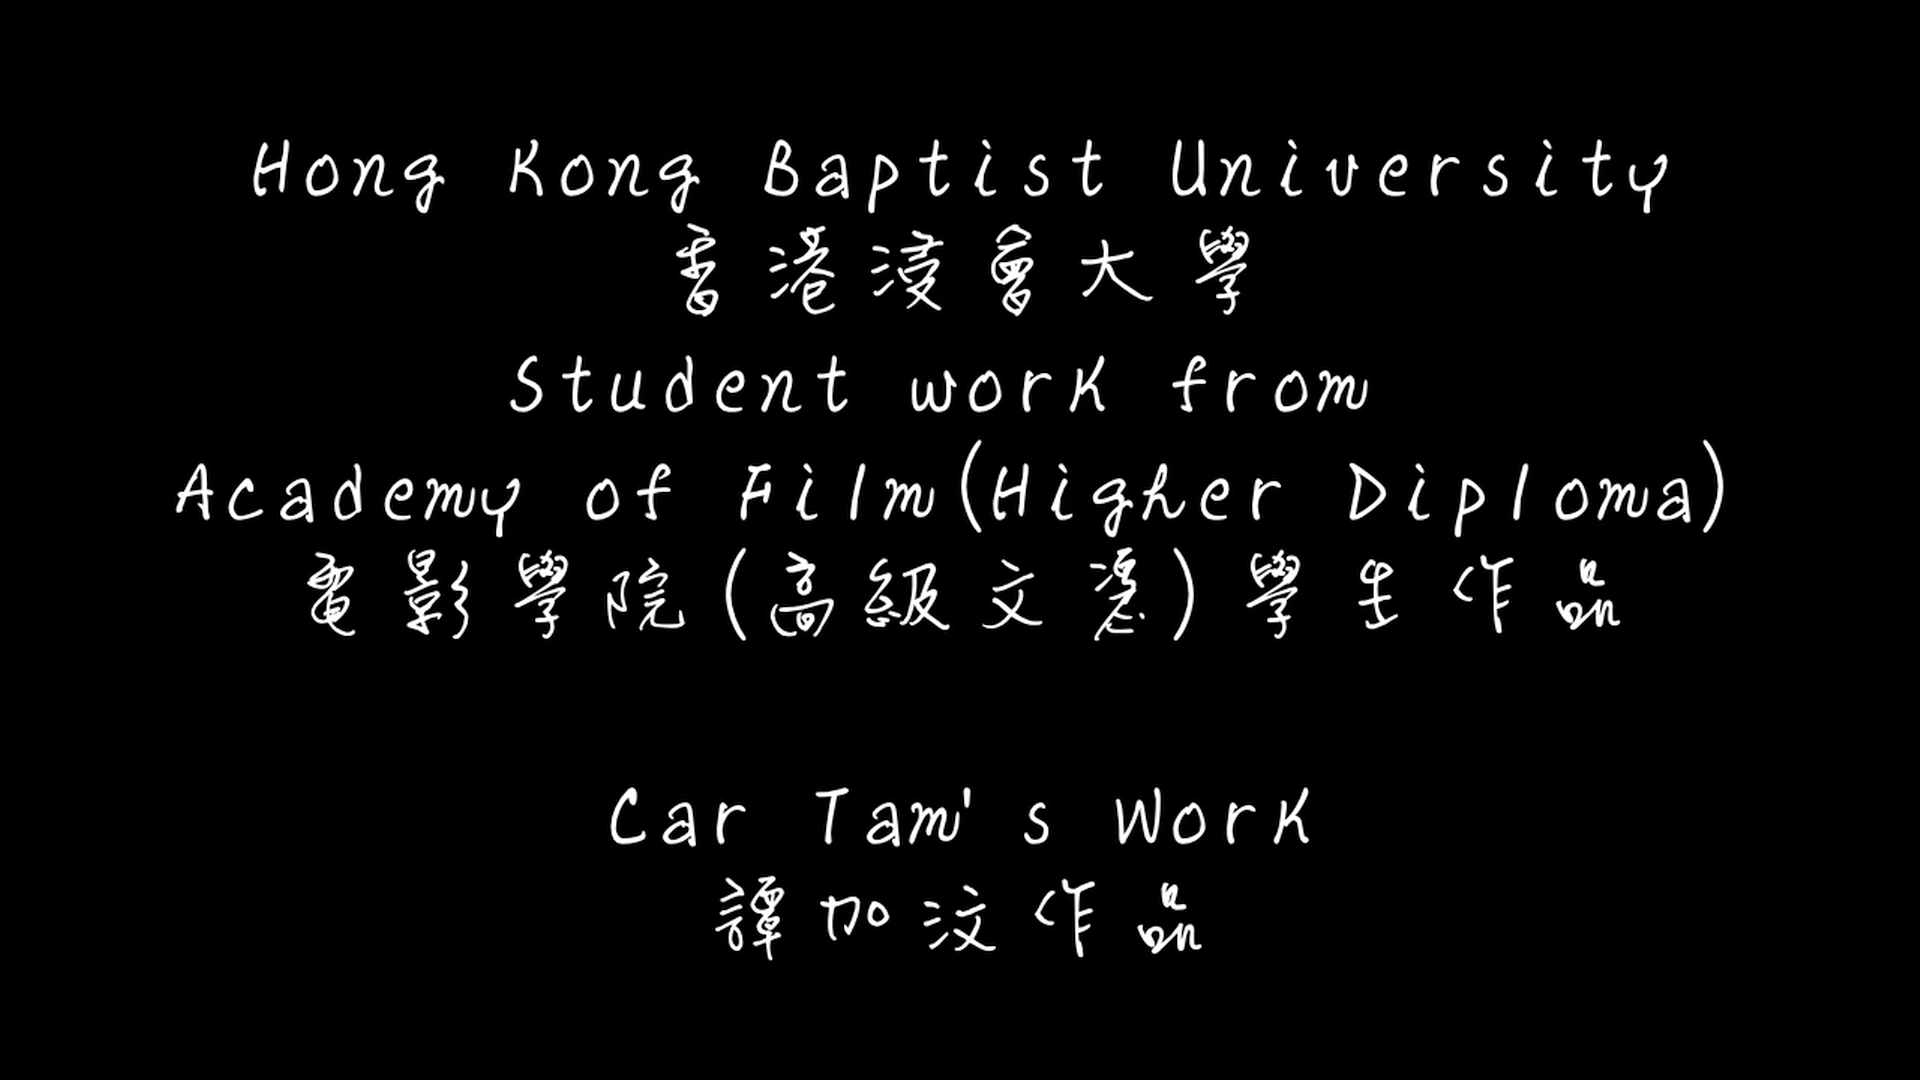 Hong Kong Baptist University
香港浸會大學
Student work from
Academy of Film(Higher Diploma)
電影學院(高級文憑)學生作品
Car Tam's Work
譚加汶作品